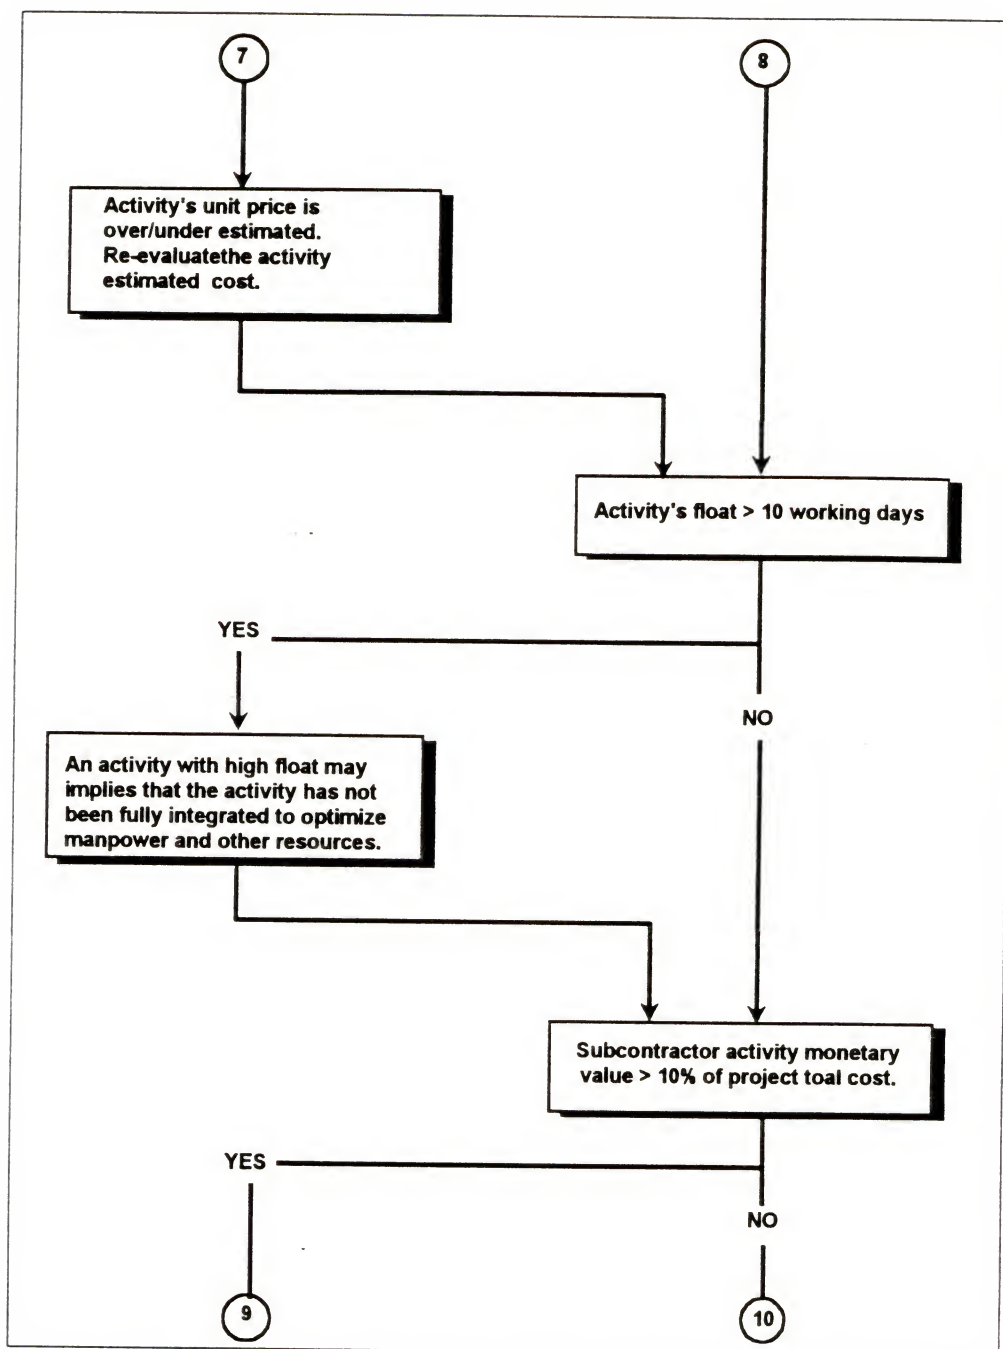 7
8
Activity's unit price is
over/under estimated.
Re-evaluatethe activity
estimated cost.
Activity's float > 10 working days
YES
NO
An activity with high float may
implies that the activity has not
been fully integrated to optimize
manpower and other resources.
Subcontractor activity monetary
value > 10% of project toal cost.
YES
NO
9
10